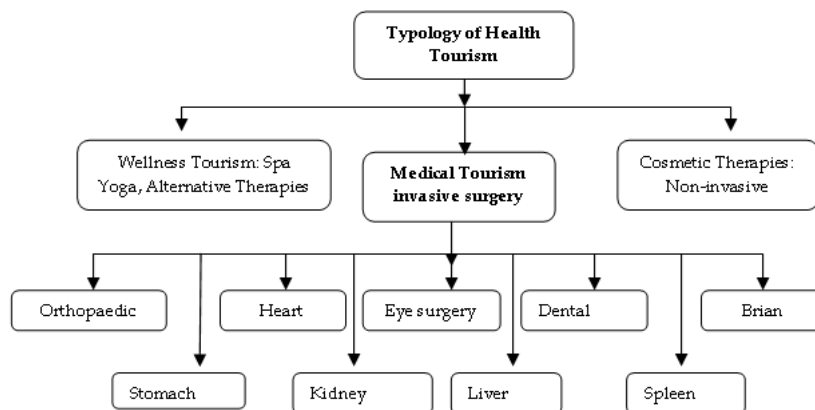 Typology of Health
Tourism
Wellness Tourism: Spa
Yoga, Alternative Therapies
Medical Tourism
invasive surgery
Cosmetic Therapies:
Non-invasive
Orthopaedic
Heart
Eye surgery
Dental
Brian
Stomach
Kidney
Liver
Spleen